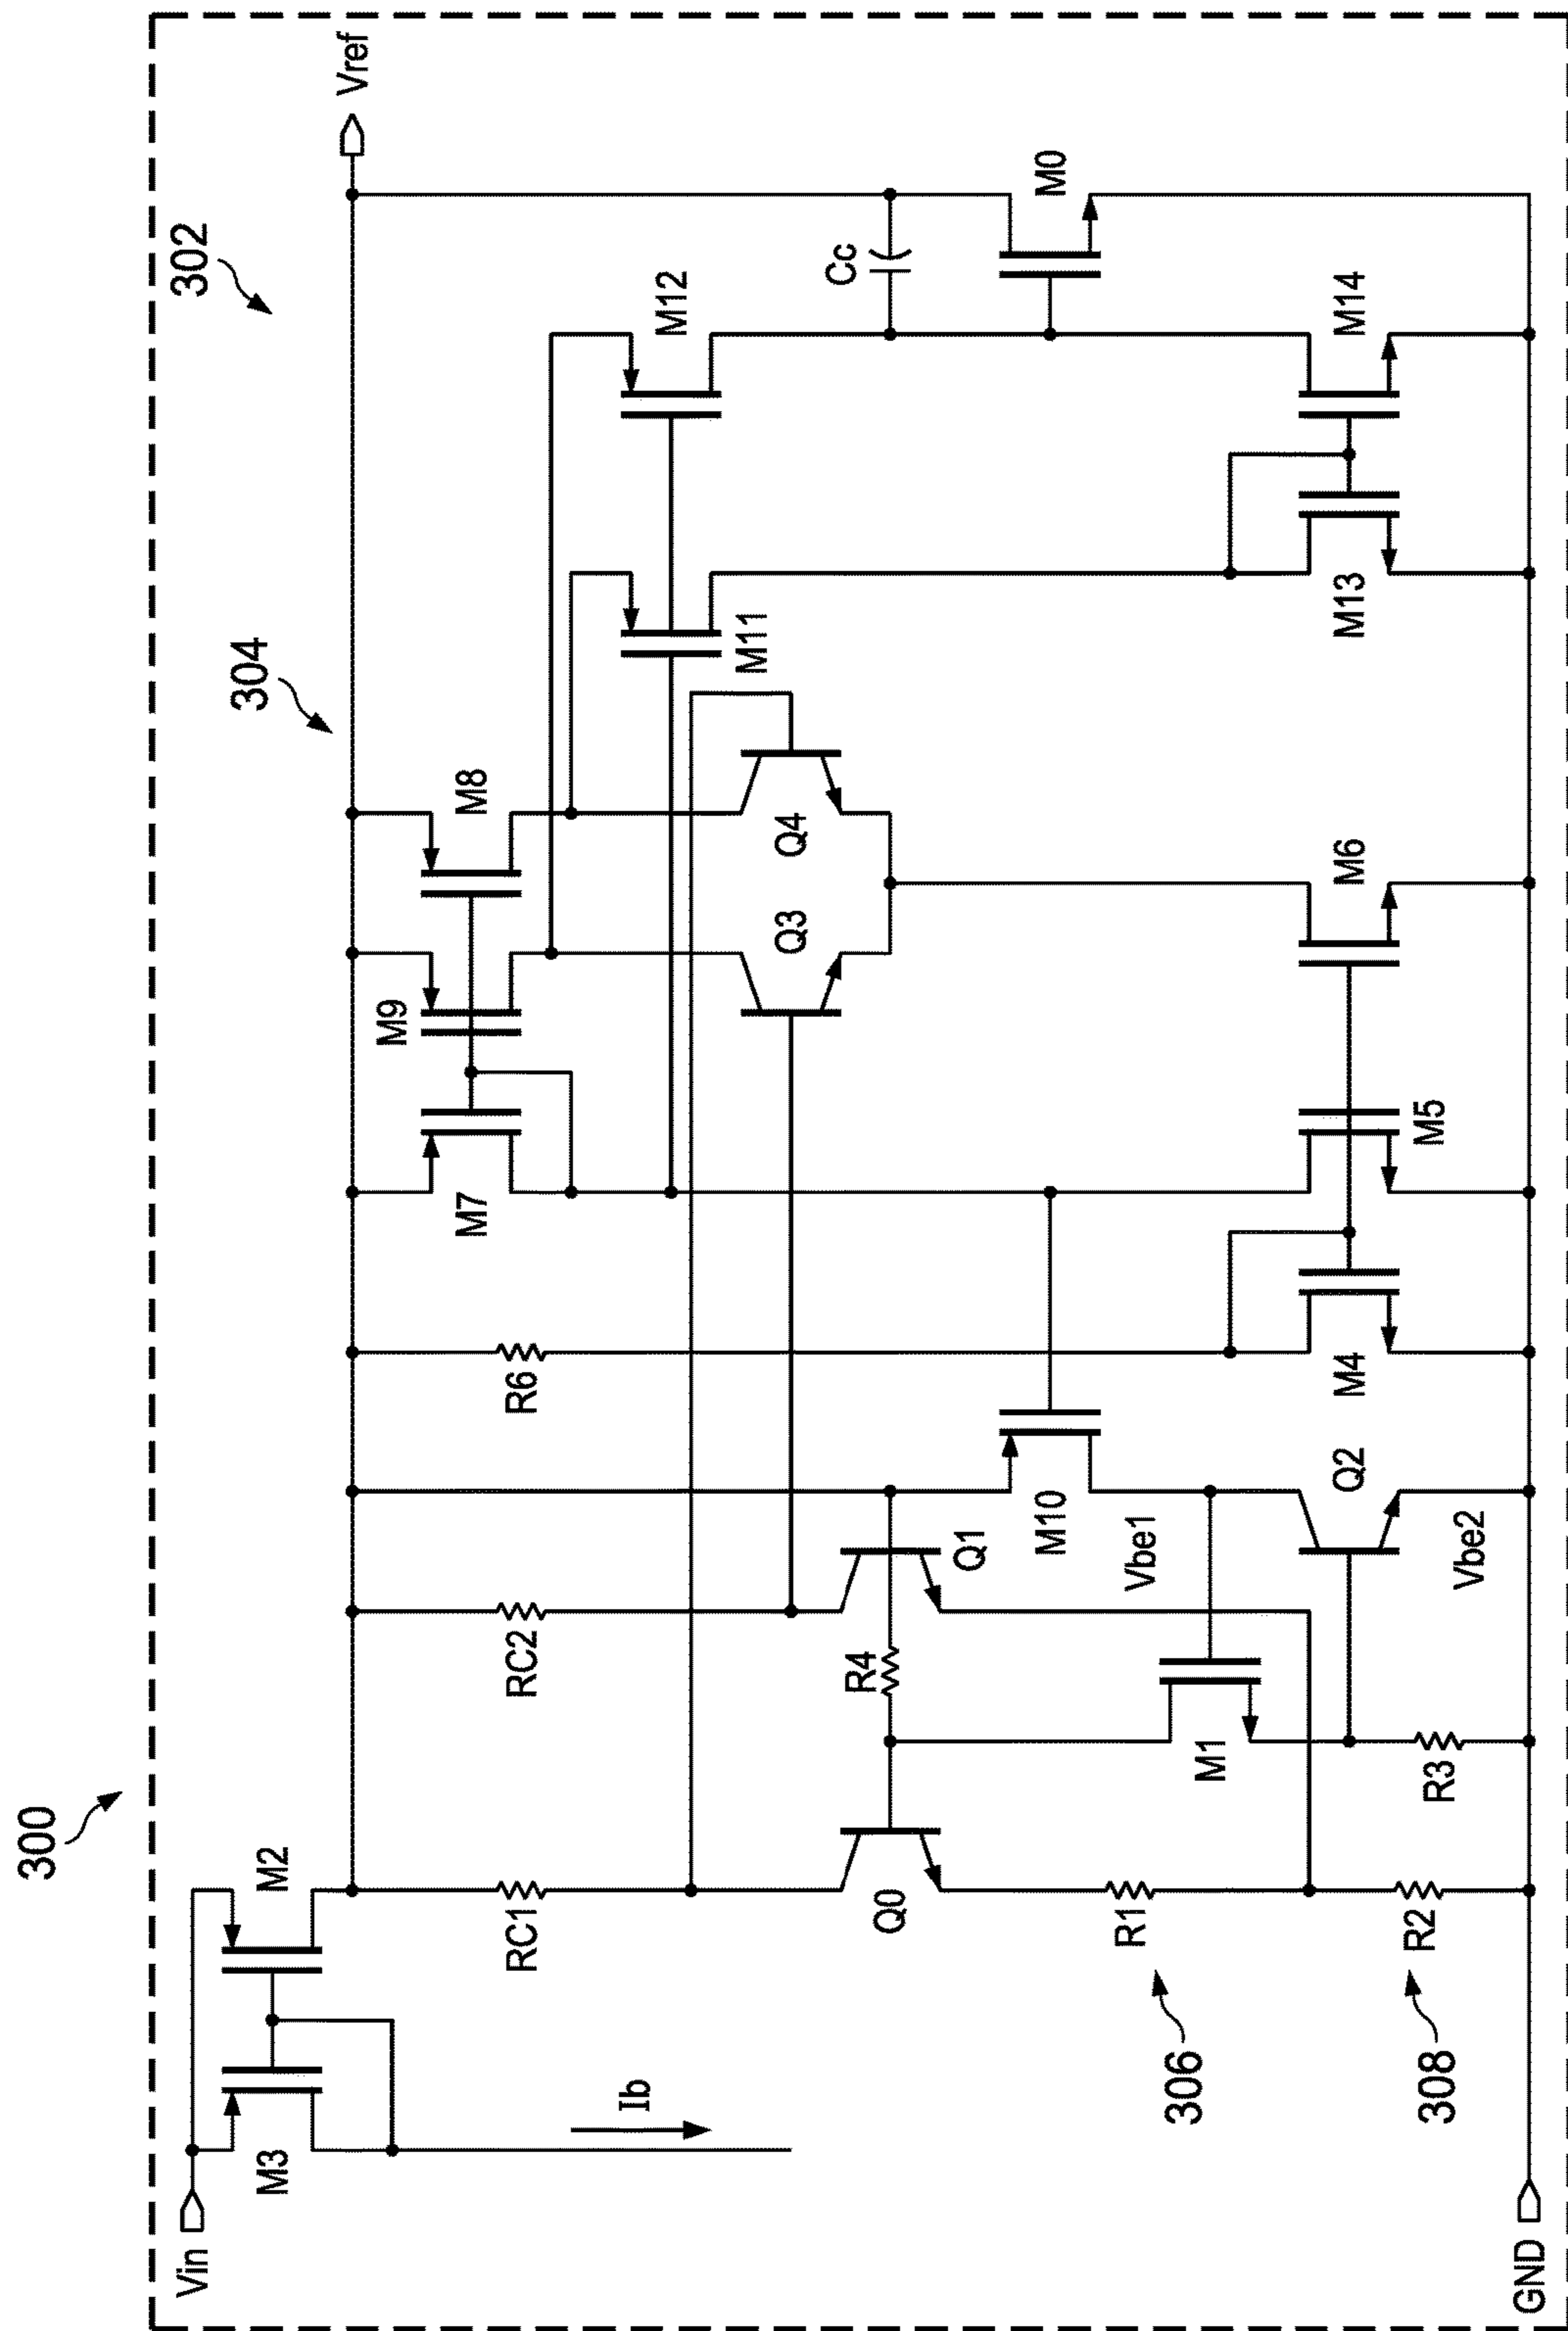 300
302
304
Vin
M3
M2
Vref
Ib
RC1
RC2
R6
M7
M9
M8
M12
M11
Cc
M0
Q0
R4
Q1
Q3
Q4
M10
Vbe1
M1
R1
306
R2
308
R3
Q2
Vbe2
M4
M5
M6
M13
M14
GND